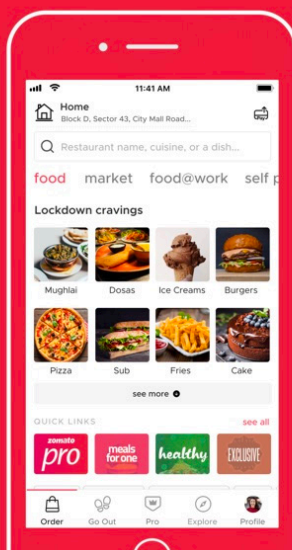 11:41 AM
Home
Block D, Sector 43, City Mall Road...
Restaurant name, cuisine, or a dish...
food market food@work self p
Lockdown cravings
Mughlai Dosas Ice Creams Burgers
Pizza Sub Fries Cake
see more
QUICK LINKS see all
zomato
pro
meals
for one
healthy
EXCLUSIVE
Order Go Out Pro Explore Profile